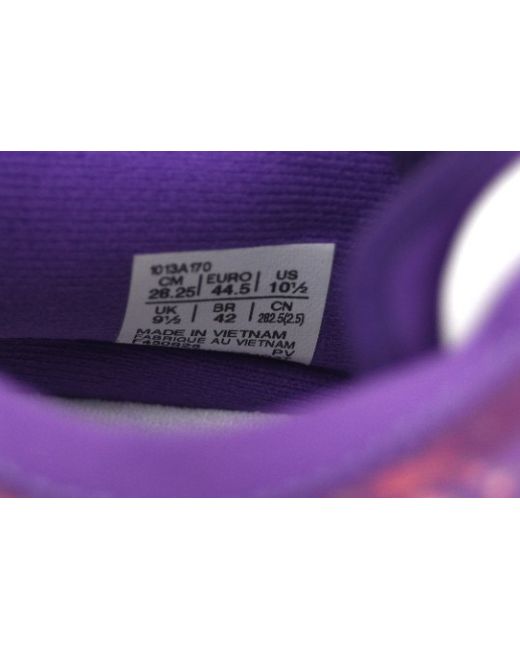 1013A170
CM EURO US
28.25 44.5 10½
UK BR CN
9½ 42 282.5(2.5)
MADE IN VIETNAM
FABRIQUE AU VIETNAM
PV